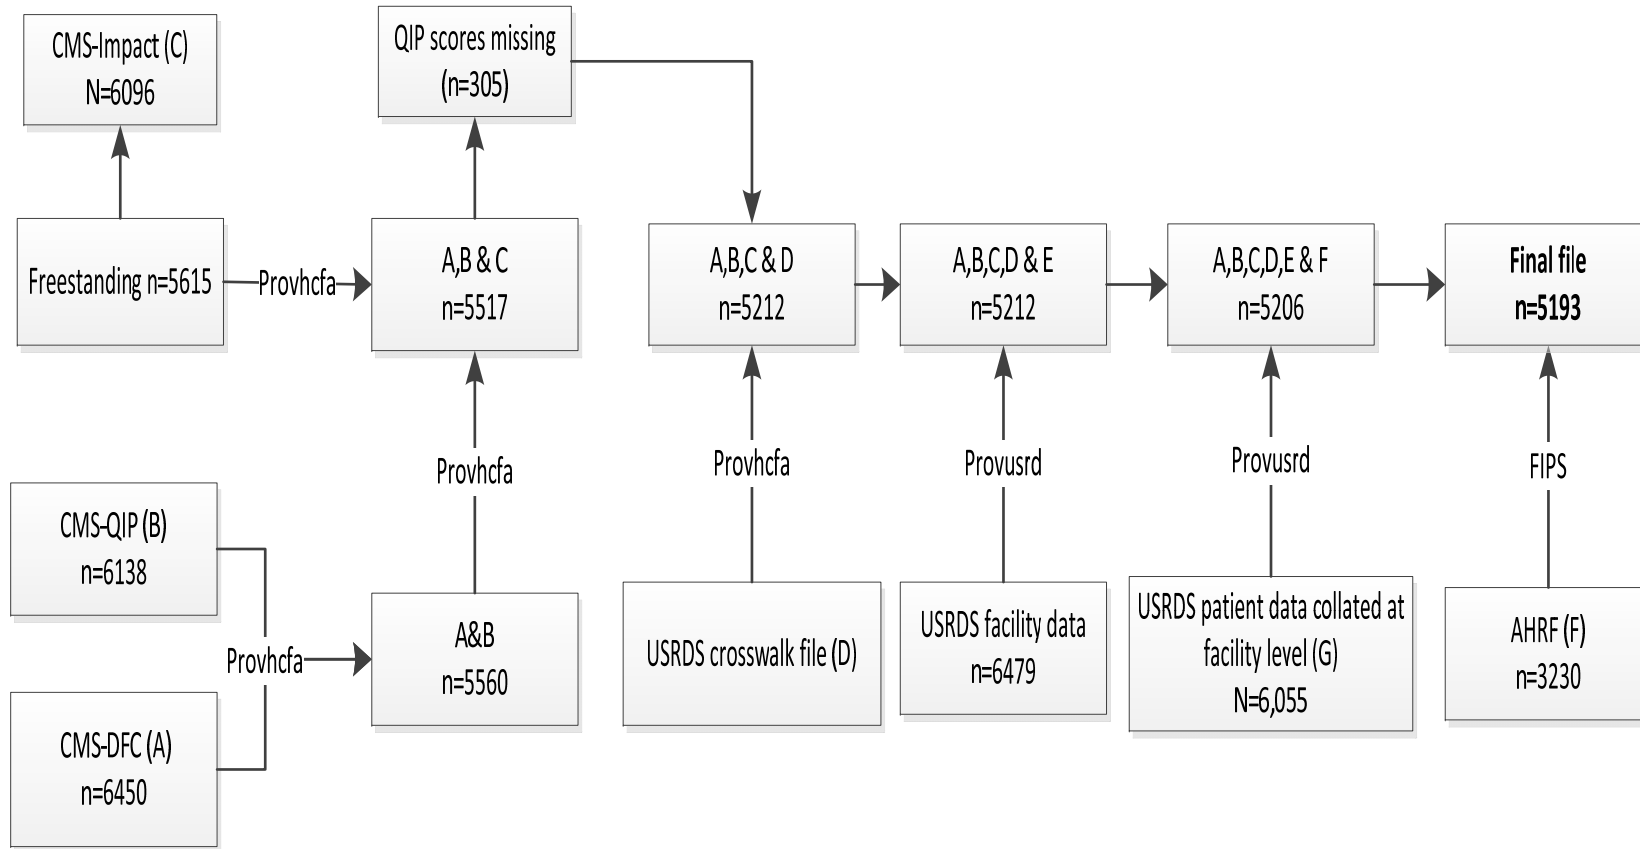 CMS-Impact (C)
N=6096
QIP scores missing
(n=305)
Freestanding n=5615
Provhcfa
A,B & C
n=5517
A,B,C & D
n=5212
A,B,C,D & E
n=5212
A,B,C,D,E & F
n=5206
Final file
n=5193
Provhcfa
Provhcfa
Provusrd
Provusrd
FIPS
CMS-QIP (B)
n=6138
Provhcfa
CMS-DFC (A)
n=6450
A&B
n=5560
USRDS crosswalk file (D)
USRDS facility data
n=6479
USRDS patient data collated at
facility level (G)
N=6,055
AHRF (F)
n=3230